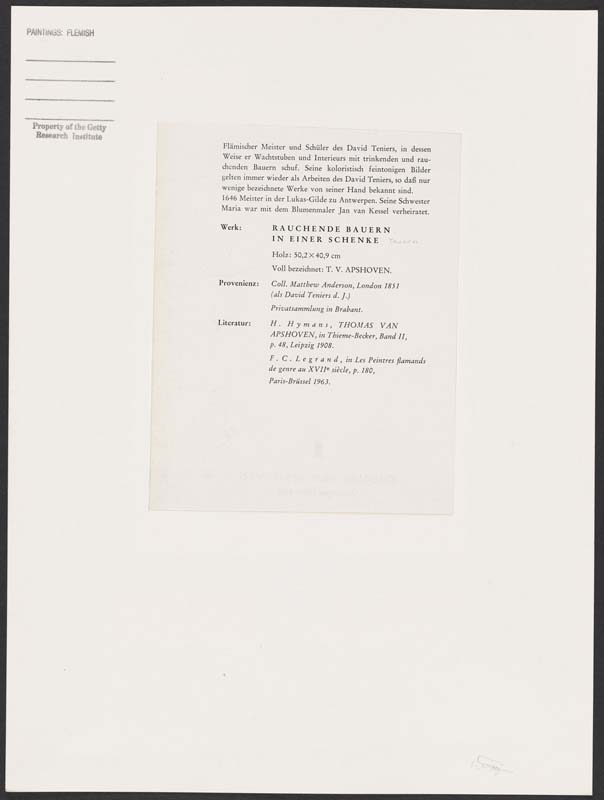 PAINTINGS: FLEMISH
Property of the Getty
Research Institute
Flämischer Meister und Schüler des David Teniers, in dessen
Weise er Wachtstuben und Interieurs mit trinkenden und rau-
chenden Bauern schuf. Seine koloristisch feintonigen Bilder
gelten immer wieder als Arbeiten des David Teniers, so daß nur
wenige bezeichnete Werke von seiner Hand bekannt sind.
1646 Meister in der Lukas-Gilde zu Antwerpen. Seine Schwester
Maria war mit dem Blumenmaler Jan van Kessel verheiratet.
Werk: RAUCHENDE BAUERN
IN EINER SCHENKE
Holz: 50,2 × 40,9 cm
Voll bezeichnet: T. V. APSHOVEN.
Provenienz: Coll. Matthew Anderson, London 1851
(als David Teniers d. J.)
Privatsammlung in Brabant.
Literatur: H. Hymans, THOMAS VAN
APSHOVEN, in Thieme-Becker, Band II,
p. 48, Leipzig 1908.
F. C. Legrand, in Les Peintres flamands
de genre au XVIIe siècle, p. 180,
Paris-Brüssel 1963.